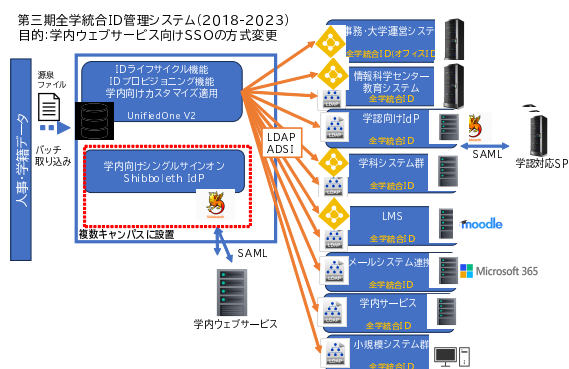 第三期全学統合ID管理システム（2018-2023）
目的：学内ウェブサービス向けSSOの方式変更
人事・学籍データ
源泉
ファイル
バッチ
取り込み
IDライフサイクル機能
IDプロビジョニング機能
学内向けカスタマイズ適用
UnifiedOne V2
学内向けシングルサインオン
Shibboleth IdP
複数キャンパスに設置
SAML
学内ウェブサービス
LDAP
ADSI
事務・大学運営システ
全学統合ID(オフィスID
情報科学センター
教育システム
全学統合ID
LDAP
学認向けIdP
全学統合ID
LDAP
SAML
学認対応SP
学科システム群
全学統合ID
LDAP
LMS
全学統合ID
LDAP
moodle
メールシステム連携
全学統合ID
LDAP
Microsoft 365
学内サービス
全学統合ID
LDAP
小規模システム群
全学統合ID
LDAP